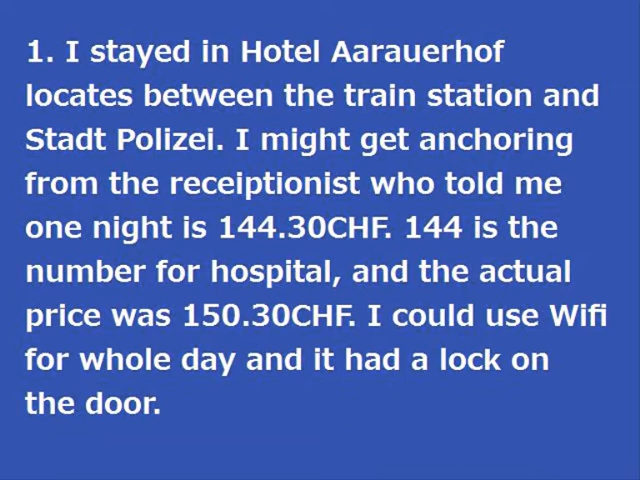 1. I stayed in Hotel Aarauerhof
locates between the train station and
Stadt Polizei. I might get anchoring
from the receiptionist who told me
one night is 144.30CHF. 144 is the
number for hospital, and the actual
price was 150.30CHF. I could use Wifi
for whole day and it had a lock on
the door.